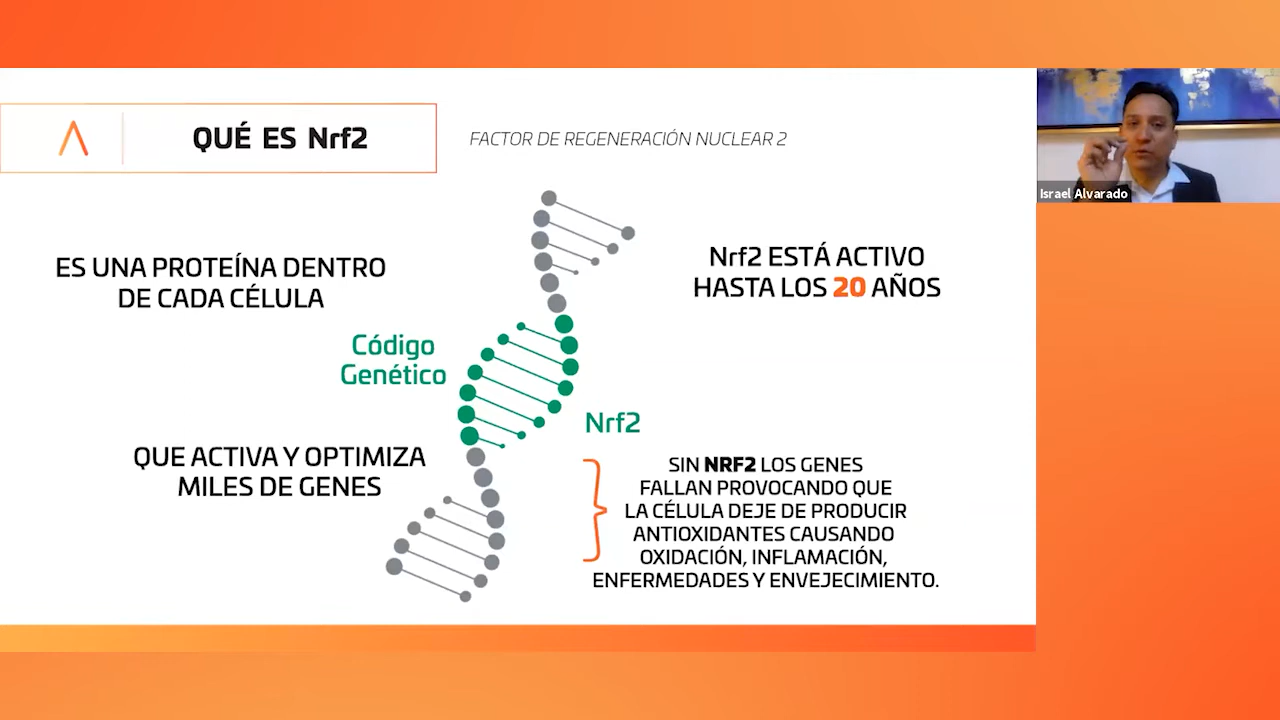 QUÉ ES Nrf2
FACTOR DE REGENERACIÓN NUCLEAR 2
Israel Alvarado
ES UNA PROTEÍNA DENTRO
DE CADA CÉLULA
Nrf2 ESTÁ ACTIVO
HASTA LOS 20 AÑOS
Código
Genético
Nrf2
QUE ACTIVA Y OPTIMIZA
MILES DE GENES
SIN NRF2 LOS GENES
FALLAN PROVOCANDO QUE
LA CÉLULA DEJE DE PRODUCIR
ANTIOXIDANTES CAUSANDO
OXIDACIÓN, INFLAMACIÓN,
ENFERMEDADES Y ENVEJECIMIENTO.